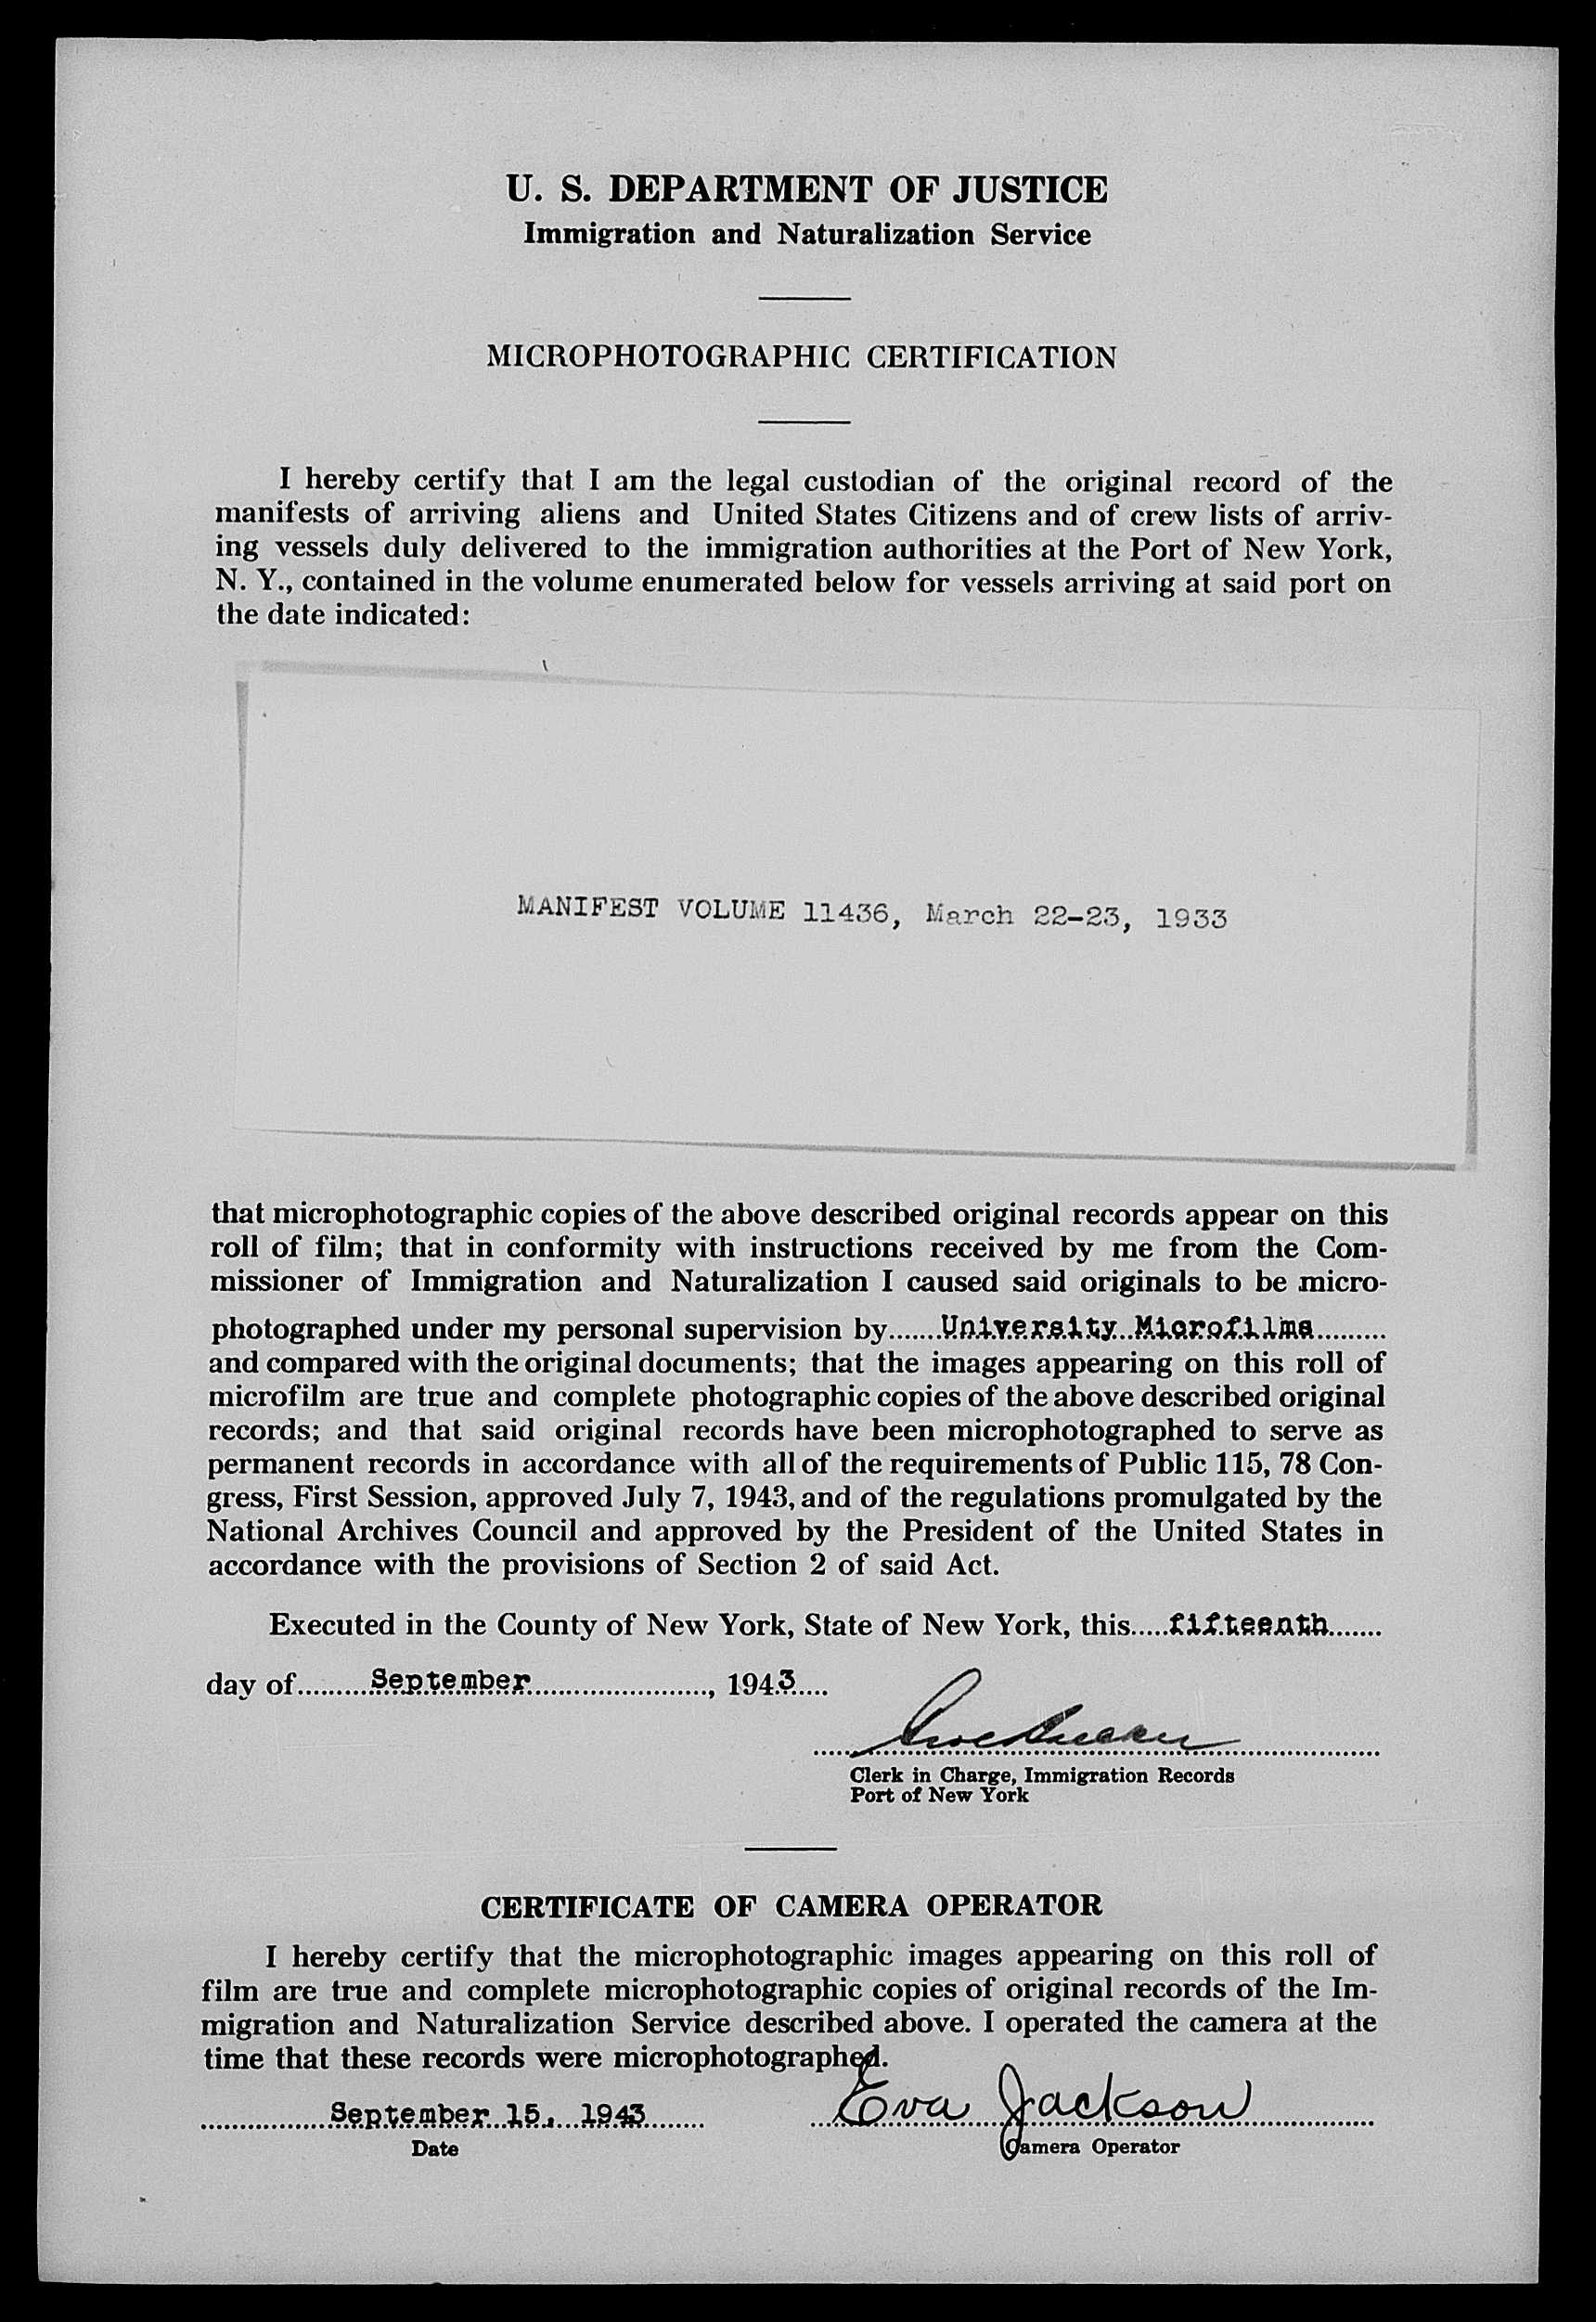 U. S. DEPARTMENT OF JUSTICE
Immigration and Naturalization Service
MICROPHOTOGRAPHIC CERTIFICATION
I hereby certify that I am the legal custodian of the original record of the
manifests of arriving aliens and United States Citizens and of crew lists of arriv-
ing vessels duly delivered to the immigration authorities at the Port of New York,
N. Y., contained in the volume enumerated below for vessels arriving at said port on
the date indicated:
MANIFEST VOLUME 11436, March 22-23, 1933
that microphotographic copies of the above described original records appear on this
roll of film; that in conformity with instructions received by me from the Com-
missioner of Immigration and Naturalization I caused said originals to be micro-
photographed under my personal supervision by.......University Microfilms.........
and compared with the original documents; that the images appearing on this roll of
microfilm are true and complete photographic copies of the above described original
records; and that said original records have been microphotographed to serve as
permanent records in accordance with all of the requirements of Public 115, 78 Con-
gress, First Session, approved July 7, 1943, and of the regulations promulgated by the
National Archives Council and approved by the President of the United States in
accordance with the provisions of Section 2 of said Act.
Executed in the County of New York, State of New York, this.....fifteenth.......
day of..........September........................, 1943.....
Clerk in Charge, Immigration Records
Port of New York
CERTIFICATE OF CAMERA OPERATOR
I hereby certify that the microphotographic images appearing on this roll of
film are true and complete microphotographic copies of original records of the Im-
migration and Naturalization Service described above. I operated the camera at the
time that these records were microphotographed.
September 15, 1943 Eva Jackson
Date Camera Operator